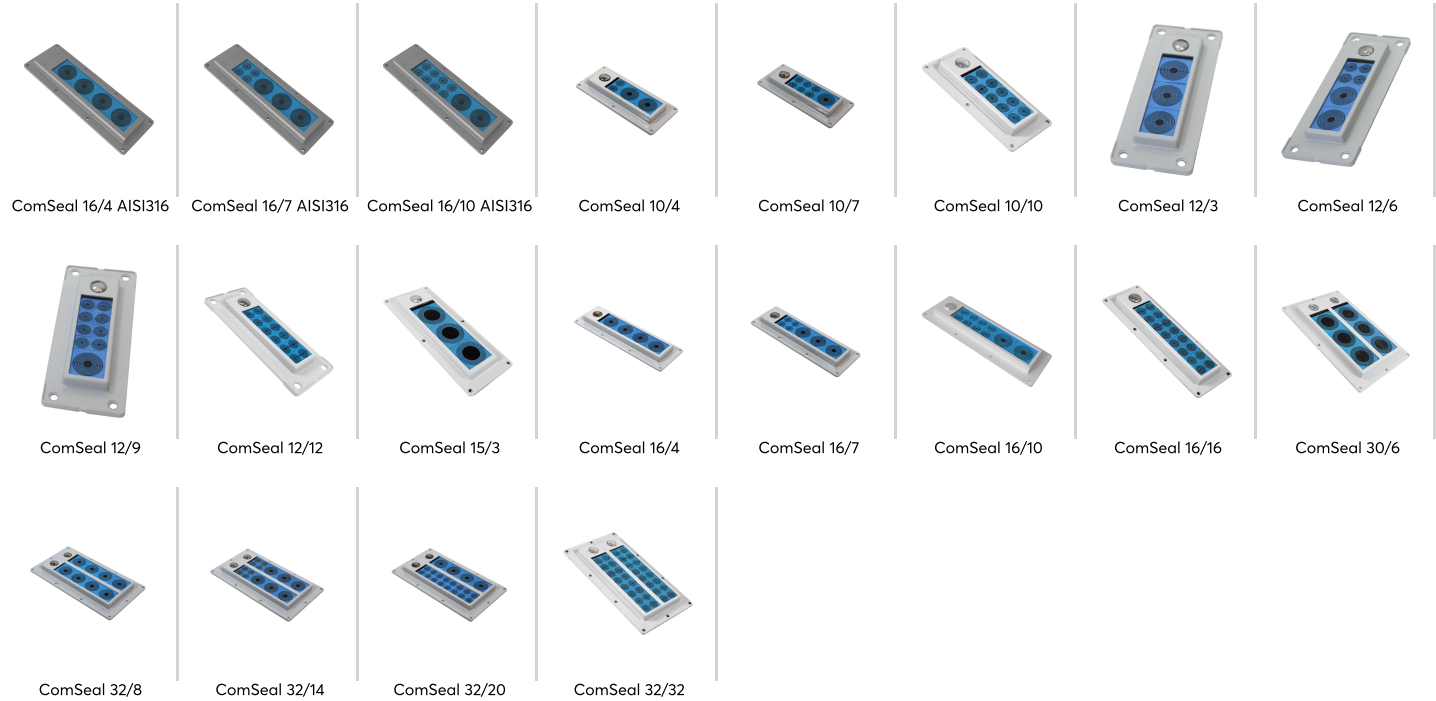 ComSeal 16/4 AISI316
ComSeal 16/7 AISI316
ComSeal 16/10 AISI316
ComSeal 10/4
ComSeal 10/7
ComSeal 10/10
ComSeal 12/3
ComSeal 12/6
ComSeal 12/9
ComSeal 12/12
ComSeal 15/3
ComSeal 16/4
ComSeal 16/7
ComSeal 16/10
ComSeal 16/16
ComSeal 30/6
ComSeal 32/8
ComSeal 32/14
ComSeal 32/20
ComSeal 32/32